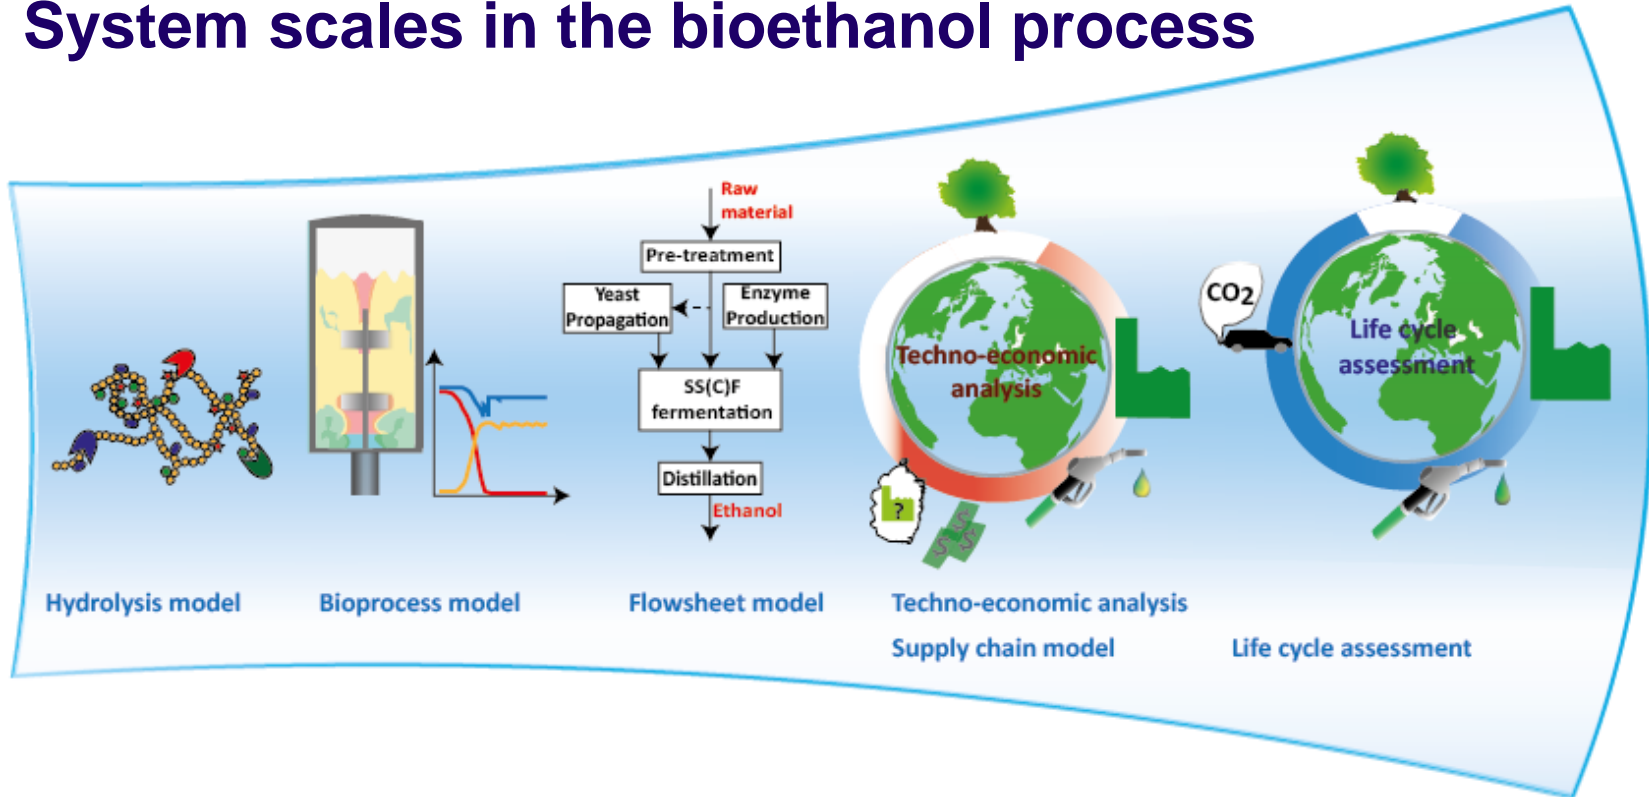 System scales in the bioethanol process
Raw
material
Pre-treatment
Yeast
Propagation
Enzyme
Production
SS(C)F
fermentation
Distillation
Ethanol
Techno-economic
analysis
?
CO2
Life cycle
assessment
Hydrolysis model
Bioprocess model
Flowsheet model
Techno-economic analysis
Supply chain model
Life cycle assessment